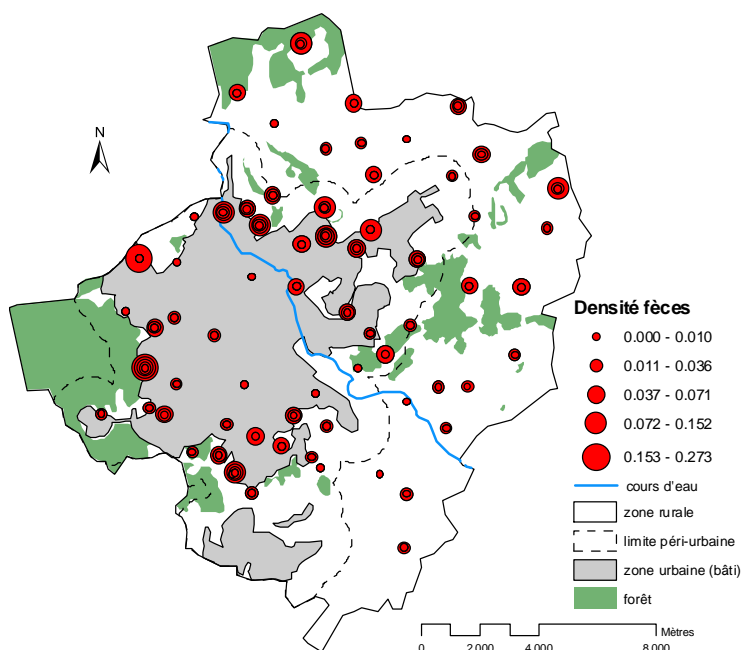 N
Densité fèces
0.000 - 0.010
0.011 - 0.036
0.037 - 0.071
0.072 - 0.152
0.153 - 0.273
cours d'eau
zone rurale
limite péri-urbaine
zone urbaine (bâti)
forêt
Mètres
0 2 000 4 000 8 000